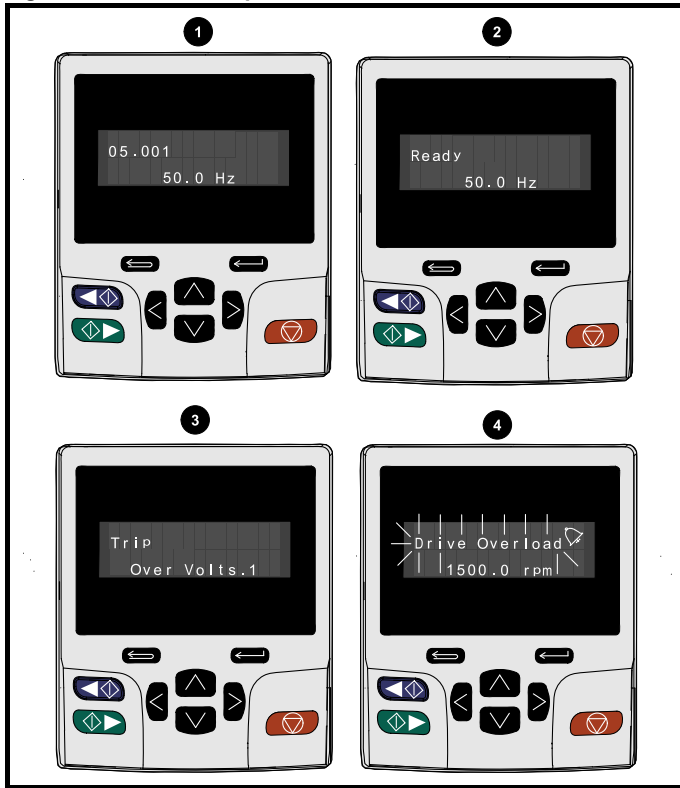 1
05.001
50.0 Hz
2
Ready
50.0 Hz
3
Trip
Over Volts.1
4
Drive Overload
1500.0 rpm